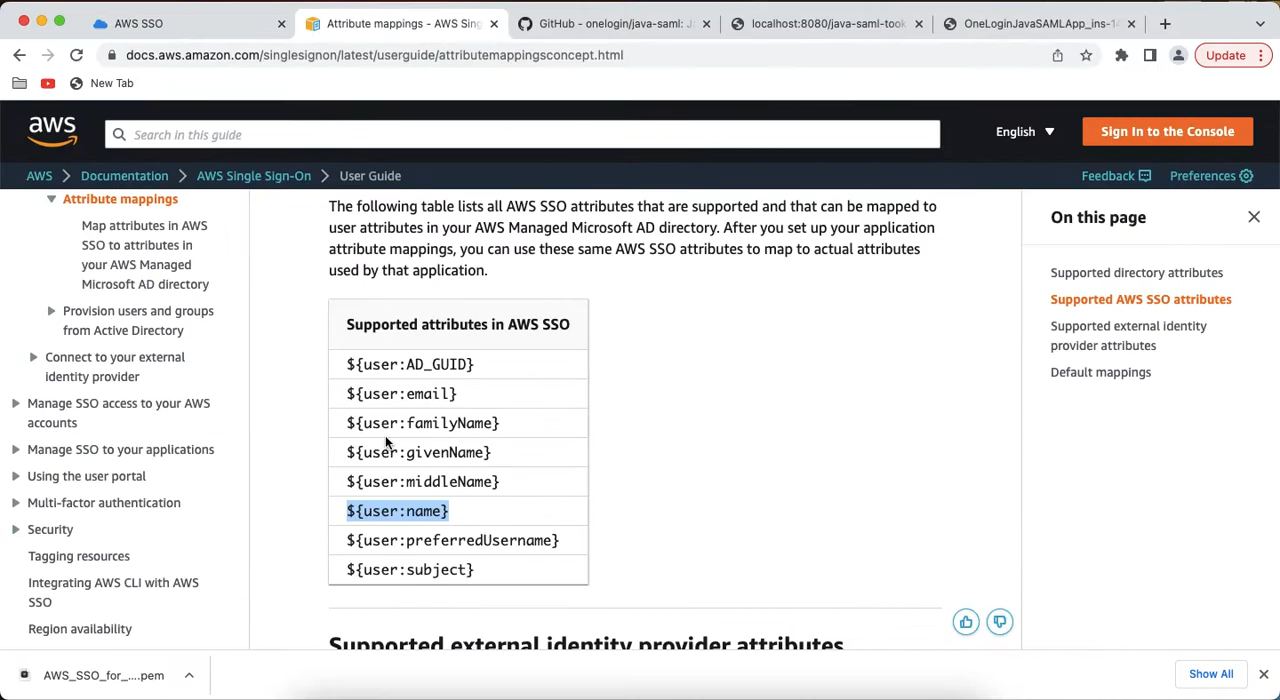 AWS SSO
Attribute mappings - AWS Sing
GitHub - onelogin/java-saml: J
localhost:8080/java-saml-took
OneLoginJavaSAMLApp_ins-14
docs.aws.amazon.com/singlesignon/latest/userguide/attributemappingsconcept.html
Update
New Tab
aws
Search in this guide
English
Sign In to the Console
AWS
Documentation
AWS Single Sign-On
User Guide
Feedback
Preferences
Attribute mappings
Map attributes in AWS
SSO to attributes in
your AWS Managed
Microsoft AD directory
Provision users and groups
from Active Directory
Connect to your external
identity provider
Manage SSO access to your AWS
accounts
Manage SSO to your applications
Using the user portal
Multi-factor authentication
Security
Tagging resources
Integrating AWS CLI with AWS
SSO
Region availability
The following table lists all AWS SSO attributes that are supported and that can be mapped to
user attributes in your AWS Managed Microsoft AD directory. After you set up your application
attribute mappings, you can use these same AWS SSO attributes to map to actual attributes
used by that application.
Supported attributes in AWS SSO
${user:AD_GUID}
${user:email}
${user:familyName}
${user:givenName}
${user:middleName}
${user:name}
${user:preferredUsername}
${user:subject}
Supported external identity provider attributes
On this page
Supported directory attributes
Supported AWS SSO attributes
Supported external identity
provider attributes
Default mappings
AWS_SSO_for_....pem
Show All